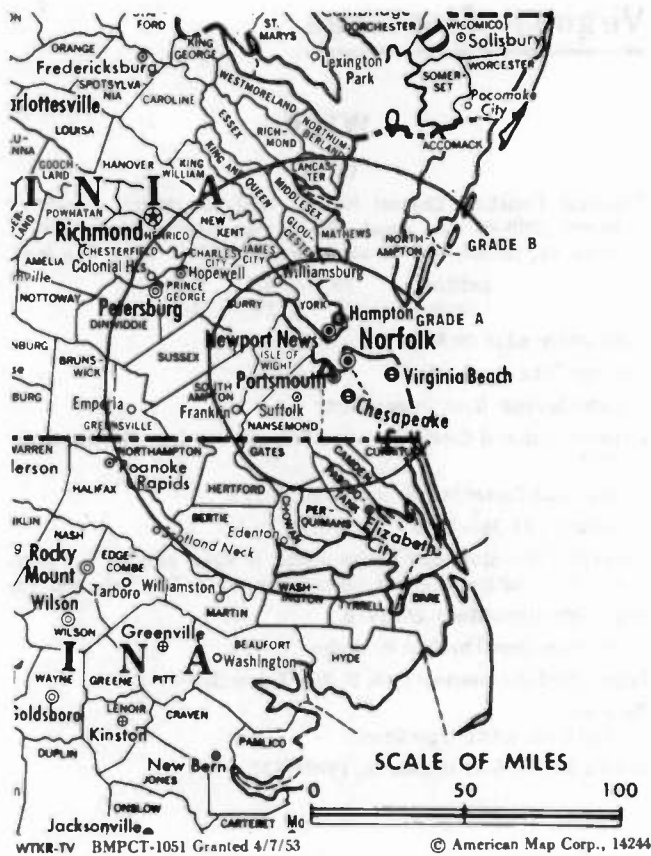 ST. MARYS
DORCHESTER
WICOMICO
Solisbury
ORANGE
FORD
KING GEORGE
Lexington Park
WORCESTER
Fredericksburg
SOMERSET
SPOTSYLVANIA
WESTMORELAND
Pocomoke City
CAROLINE
ESSEX
RICHMOND
NORTHUMBERLAND
LOUISA
ACCOMACK
HANOVER
KING WILLIAM
KING AND QUEEN
LANCASTER
GOOCHLAND
MIDDLESEX
I N I A
POWHATAN
NEW KENT
GLOUCESTER
MATHEWS
NORTHAMPTON
GRADE B
Richmond
HENRICO
AMELIA
CHESTERFIELD
CHARLES CITY
JAMES CITY
Colonial Hts
Hopewell
Williamsburg
NOTTOWAY
PRINCE GEORGE
Petersburg
SURRY
YORK
Hampton
GRADE A
DINWIDDIE
Newport News
Norfolk
SUSSEX
ISLE OF WIGHT
BRUNSWICK
Portsmouth
Virginia Beach
SOUTHAMPTON
Emperia
Franklin
Suffolk
Chesapeake
GREENSVILLE
NANSEMOND
WARREN
NORTHAMPTON
GATES
CURRITUCK
Roanoke Rapids
CAMDEN
PASQUOTANK
HALIFAX
HERTFORD
BERTIE
CHOWAN
PERQUIMANS
Elizabeth City
NASH
Scotland Neck
Edenton
Rocky Mount
EDGECOMBE
Tarboro
Williamston
WASHINGTON
TYRRELL
DARE
Wilson
MARTIN
WILSON
Greenville
BEAUFORT
HYDE
I N A
Washington
WAYNE
GREENE
PITT
Goldsboro
LENOIR
CRAVEN
Kinston
PAMLICO
DUPLIN
New Bern
SCALE OF MILES
JONES
ONSLOW
0 50 100
Jacksonville
CARTERET
WTKR-TV BMPCT-1051 Granted 4/7/53 © American Map Corp., 14244